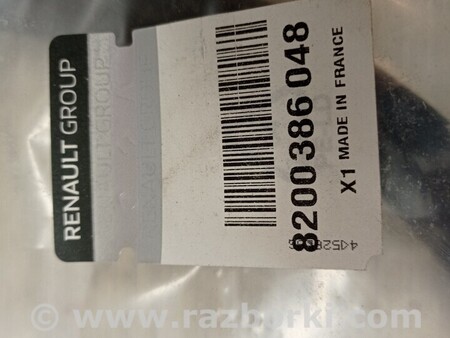 RENAULT GROUP
8200386048
X1 MADE IN FRANCE
© www.razborki.com